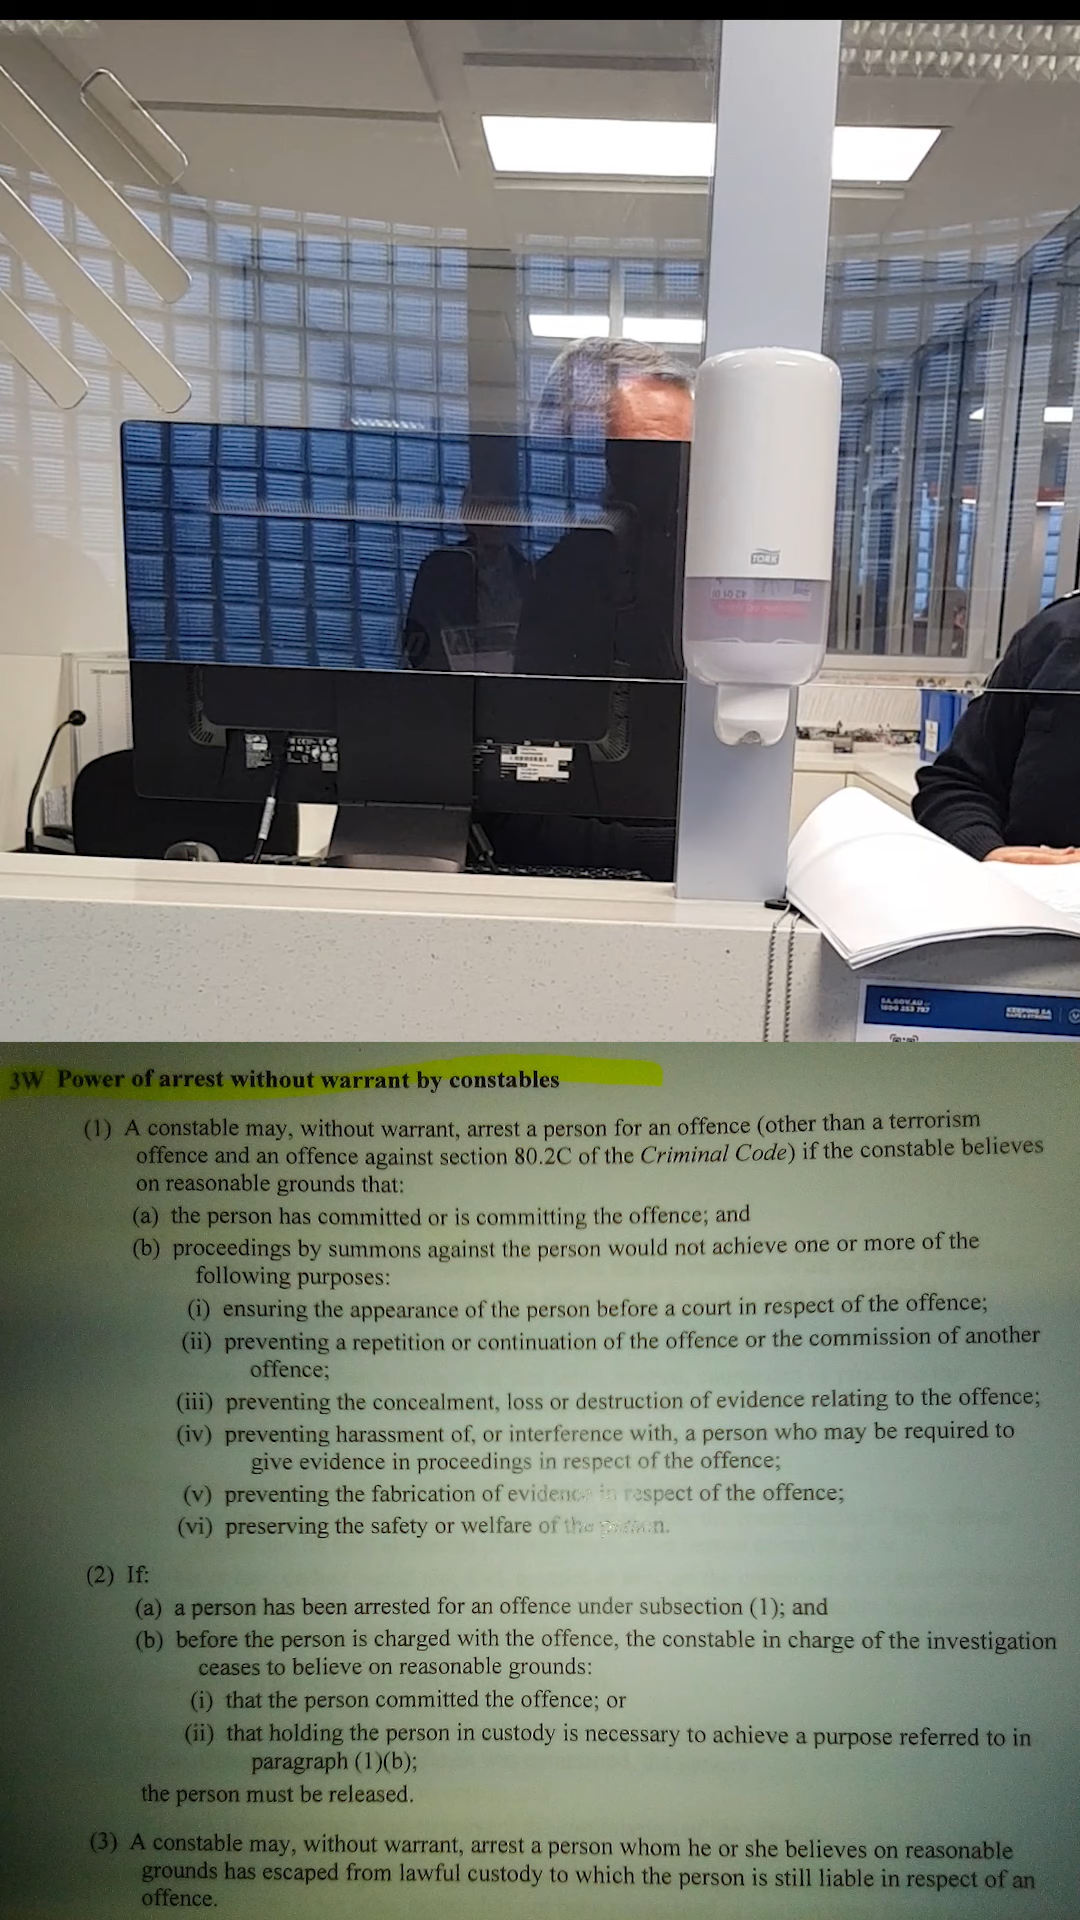 TORK
SA.GOV.AU
KEEPING SA
3W Power of arrest without warrant by constables
(1) A constable may, without warrant, arrest a person for an offence (other than a terrorism
offence and an offence against section 80.2C of the Criminal Code) if the constable believes
on reasonable grounds that:
(a) the person has committed or is committing the offence; and
(b) proceedings by summons against the person would not achieve one or more of the
following purposes:
(i) ensuring the appearance of the person before a court in respect of the offence;
(ii) preventing a repetition or continuation of the offence or the commission of another
offence;
(iii) preventing the concealment, loss or destruction of evidence relating to the offence;
(iv) preventing harassment of, or interference with, a person who may be required to
give evidence in proceedings in respect of the offence;
(v) preventing the fabrication of evidence in respect of the offence;
(vi) preserving the safety or welfare of the person.
(2) If:
(a) a person has been arrested for an offence under subsection (1); and
(b) before the person is charged with the offence, the constable in charge of the investigation
ceases to believe on reasonable grounds:
(i) that the person committed the offence; or
(ii) that holding the person in custody is necessary to achieve a purpose referred to in
paragraph (1)(b);
the person must be released.
(3) A constable may, without warrant, arrest a person whom he or she believes on reasonable
grounds has escaped from lawful custody to which the person is still liable in respect of an
offence.